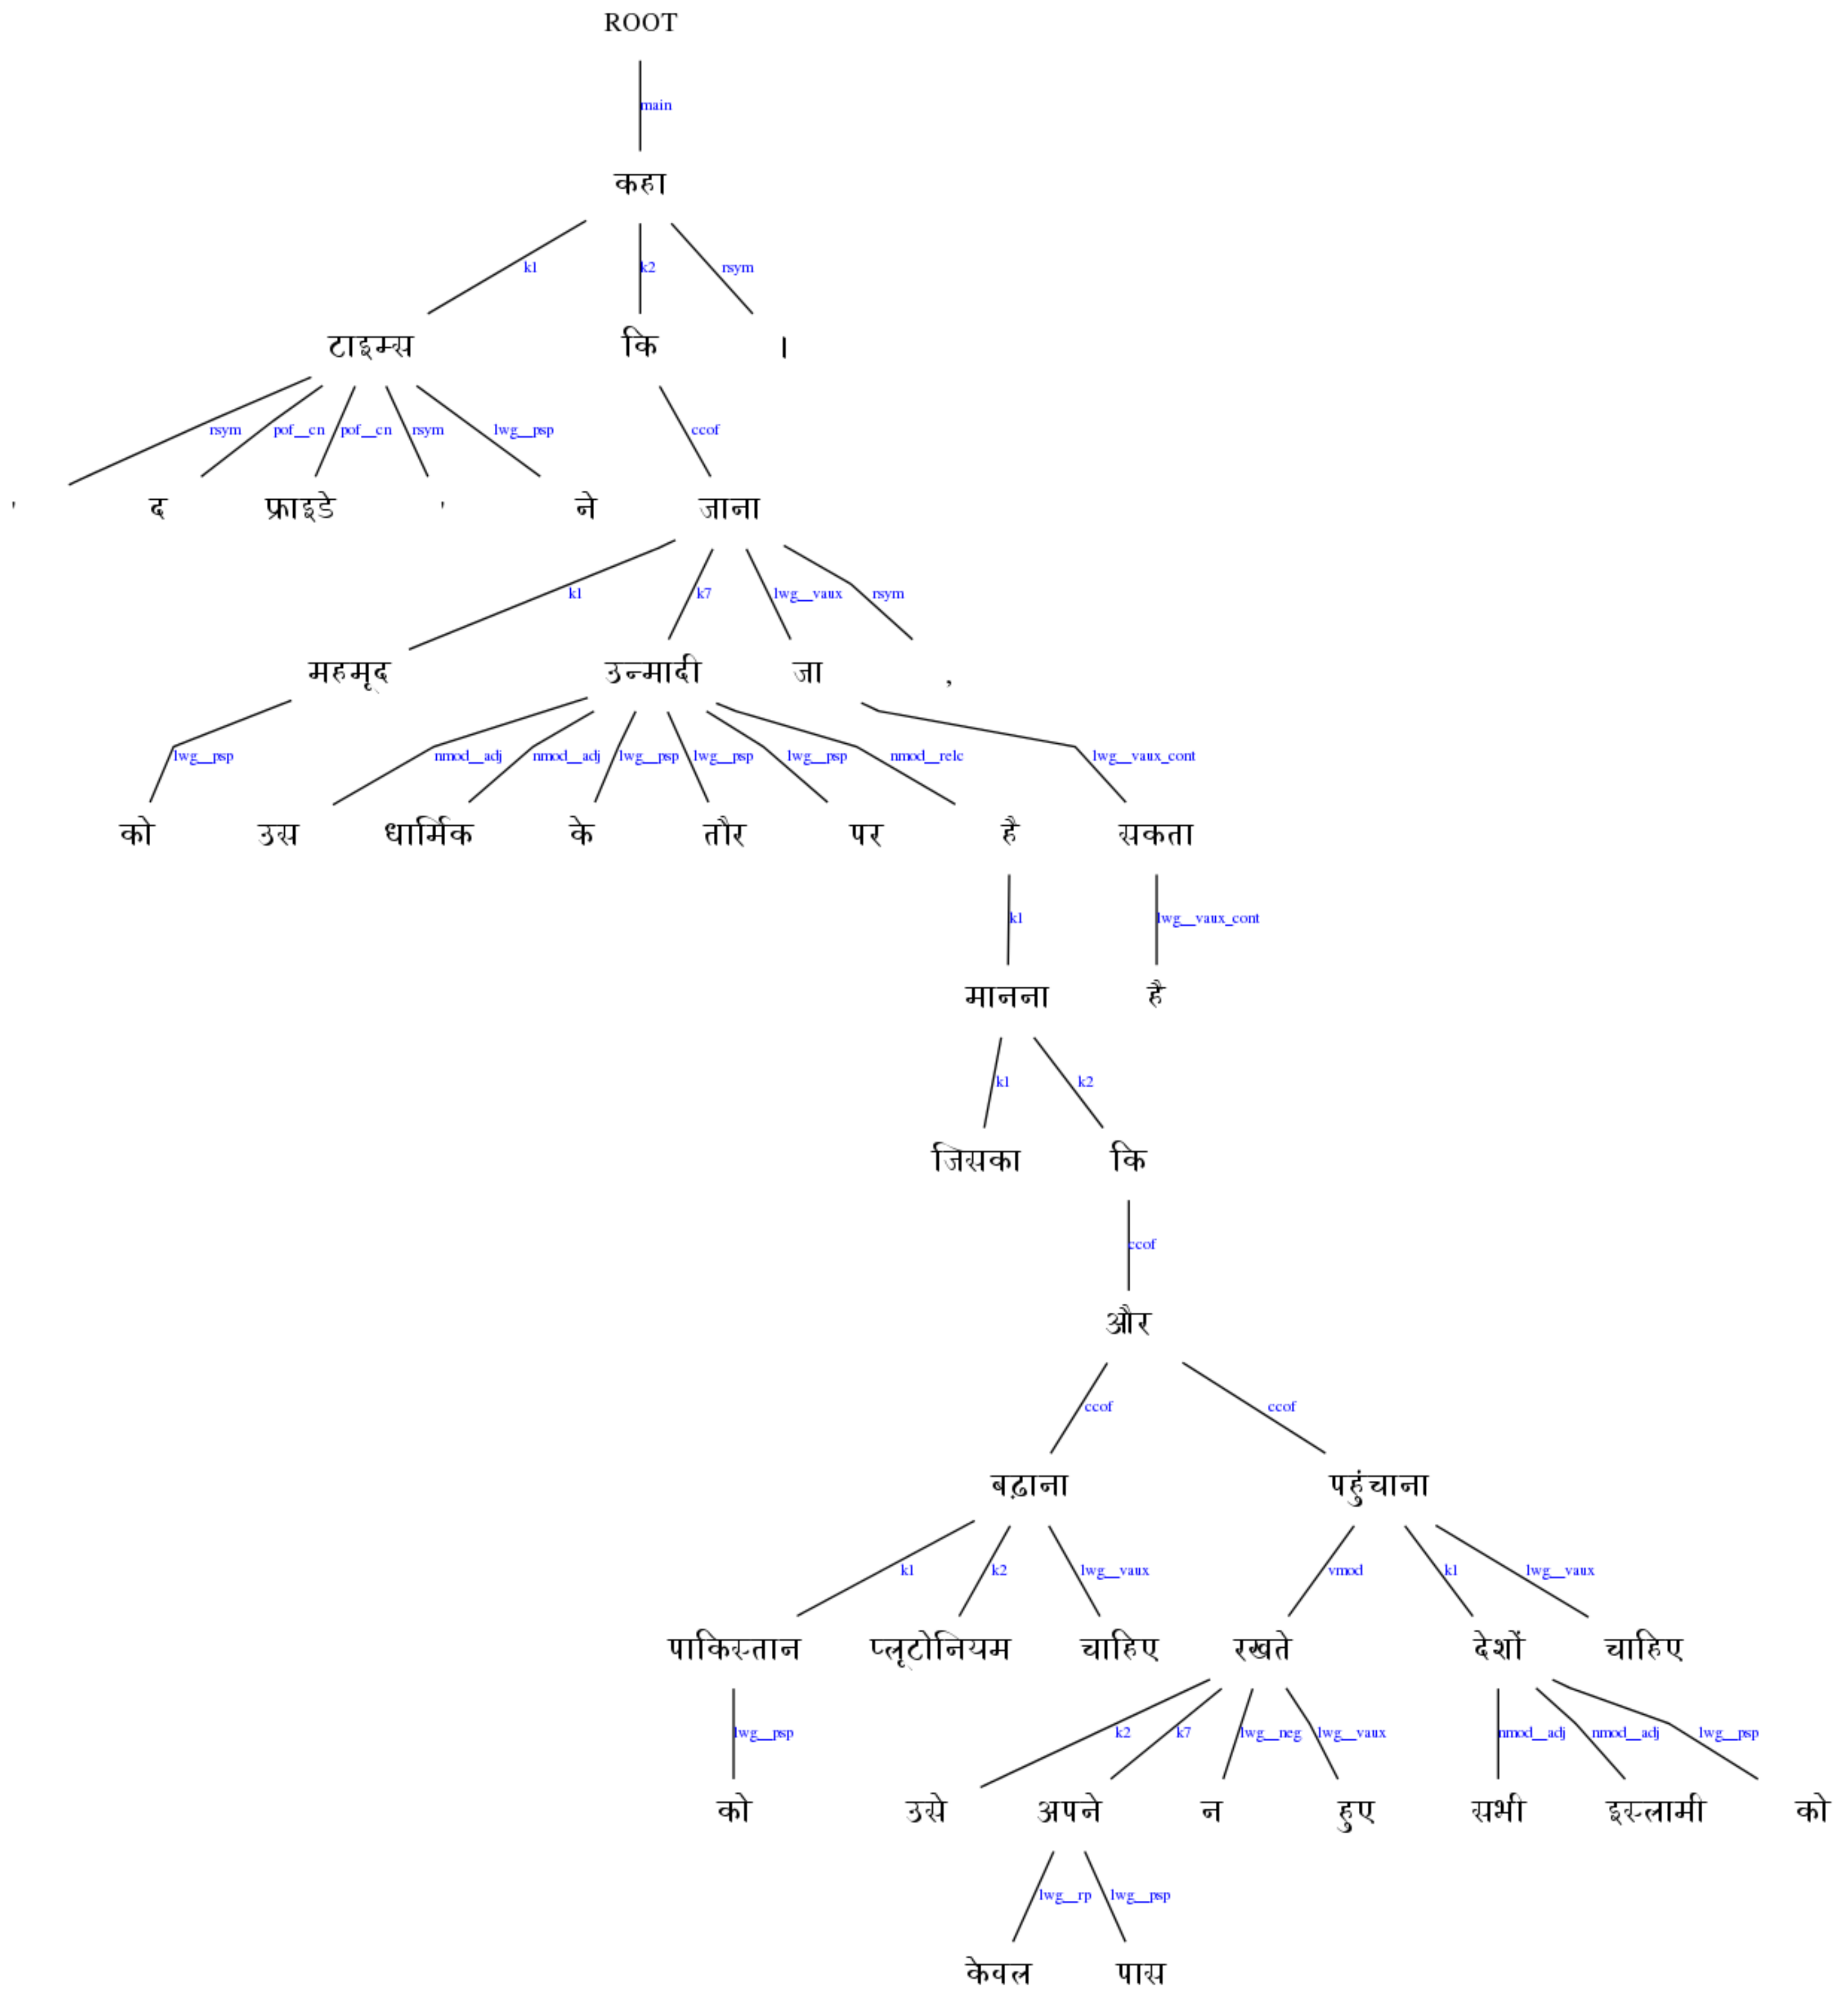 ROOT
main
कहा
k1 k2 rsym
टाइम्स कि ।
rsym pof__cn pof__cn rsym lwg__psp ccof
' द फ्राइडे ' ने जाना
k1 k7 lwg__vaux rsym
महमूद उन्मादी जा ,
lwg__psp nmod__adj nmod__adj lwg__psp lwg__psp lwg__psp nmod__relc lwg__vaux_cont
को उस धार्मिक के तौर पर है सकता
k1 lwg__vaux_cont
मानना है
k1 k2
जिसका कि
ccof
और
ccof ccof
बढ़ाना पहुंचाना
k1 k2 lwg__vaux vmod k1 lwg__vaux
पाकिस्तान प्लूटोनियम चाहिए रखते देशों चाहिए
lwg__psp k2 k7 lwg__neg lwg__vaux nmod__adj nmod__adj lwg__psp
को उसे अपने न हुए सभी इस्लामी को
lwg__rp lwg__psp
केवल पास